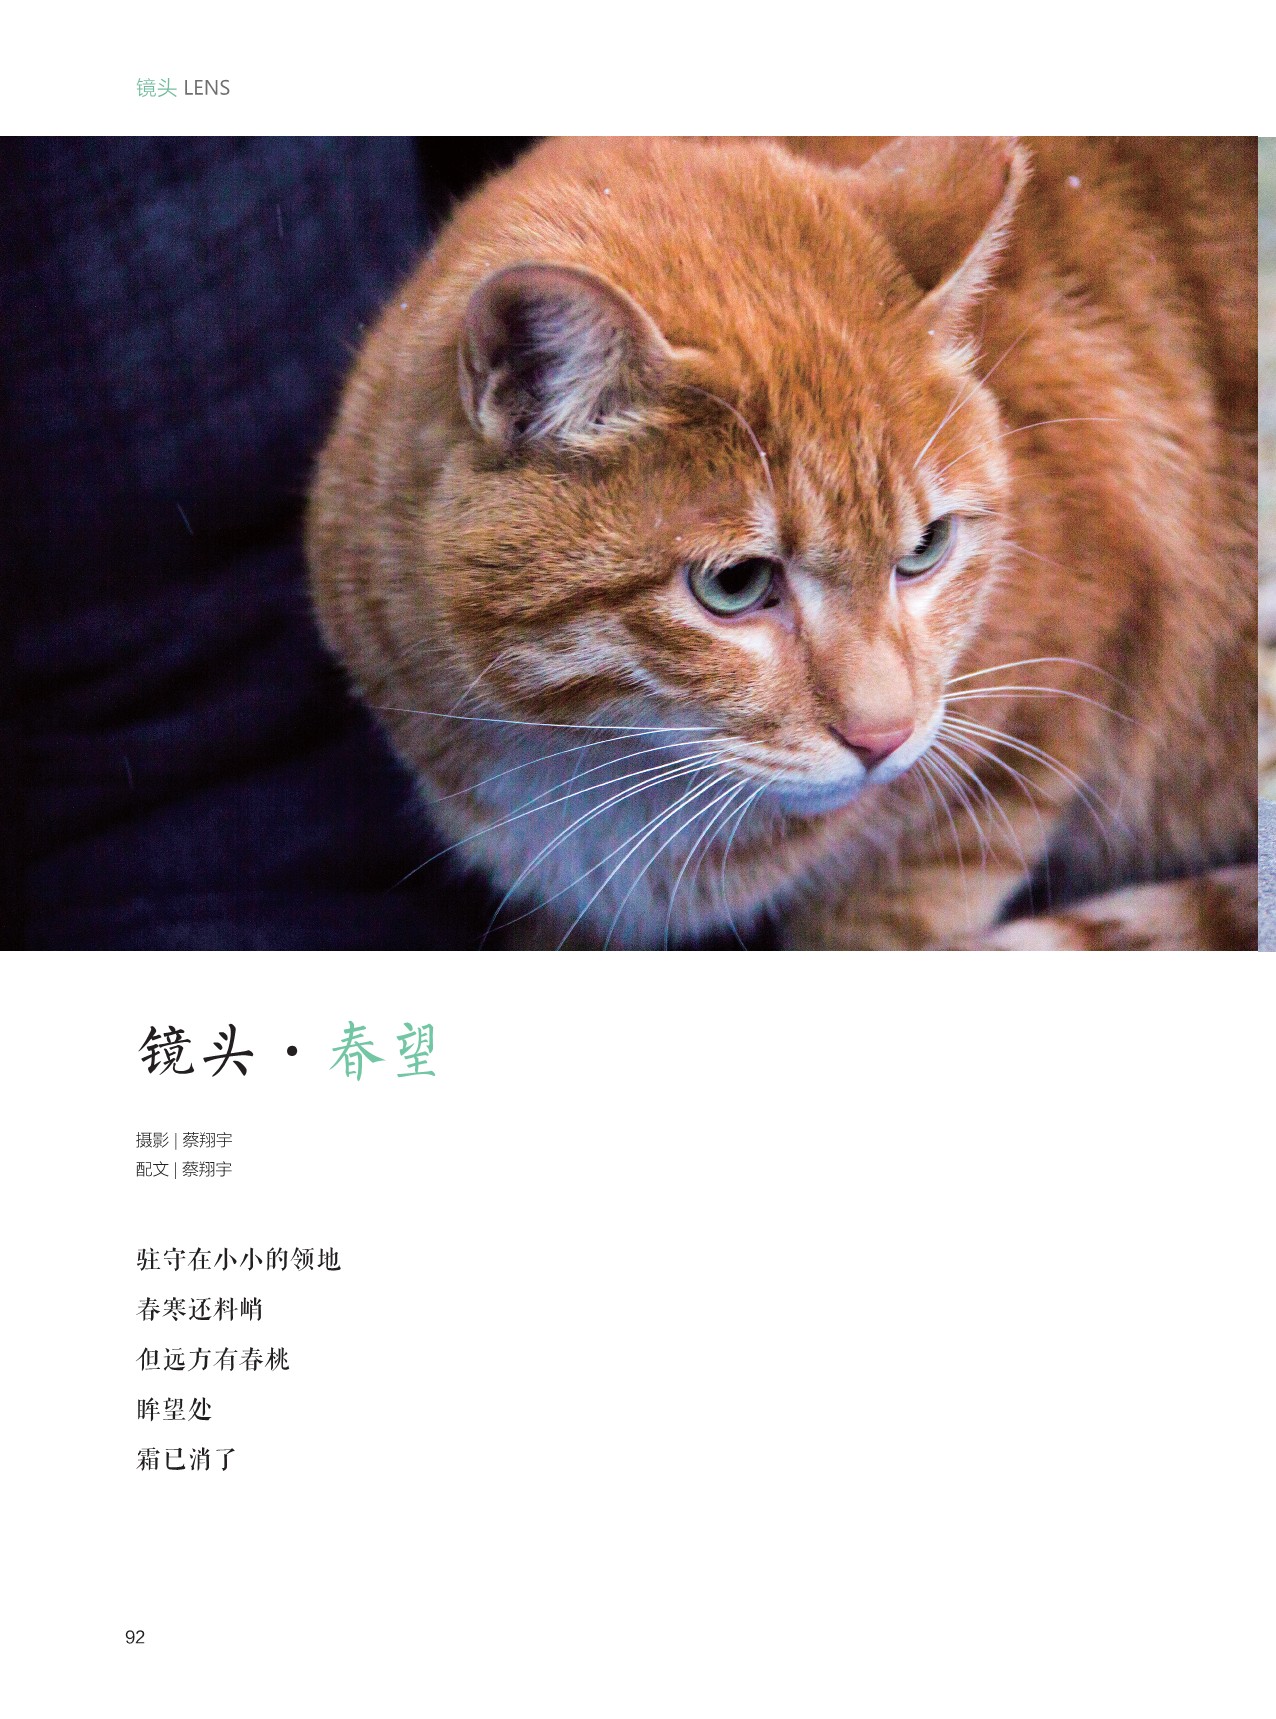 镜头 LENS
镜头·春望
摄影 | 蔡翔宇
配文 | 蔡翔宇
驻守在小小的领地
春寒还料峭
但远方有春桃
眸望处
霜已消了
92